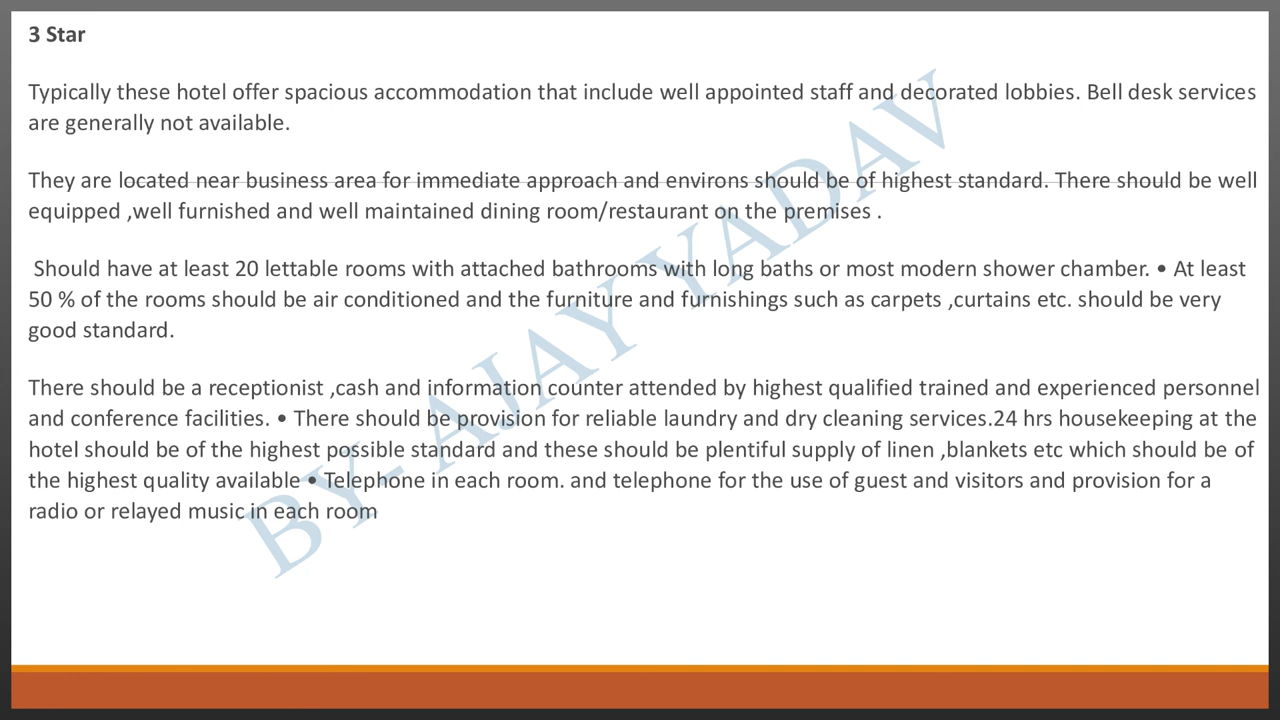 3 Star
Typically these hotel offer spacious accommodation that include well appointed staff and decorated lobbies. Bell desk services
are generally not available.
They are located near business area for immediate approach and environs should be of highest standard. There should be well
equipped ,well furnished and well maintained dining room/restaurant on the premises .
Should have at least 20 lettable rooms with attached bathrooms with long baths or most modern shower chamber. • At least
50 % of the rooms should be air conditioned and the furniture and furnishings such as carpets ,curtains etc. should be very
good standard.
There should be a receptionist ,cash and information counter attended by highest qualified trained and experienced personnel
and conference facilities. • There should be provision for reliable laundry and dry cleaning services.24 hrs housekeeping at the
hotel should be of the highest possible standard and these should be plentiful supply of linen ,blankets etc which should be of
the highest quality available • Telephone in each room. and telephone for the use of guest and visitors and provision for a
radio or relayed music in each room
BY- AJAY YADAV